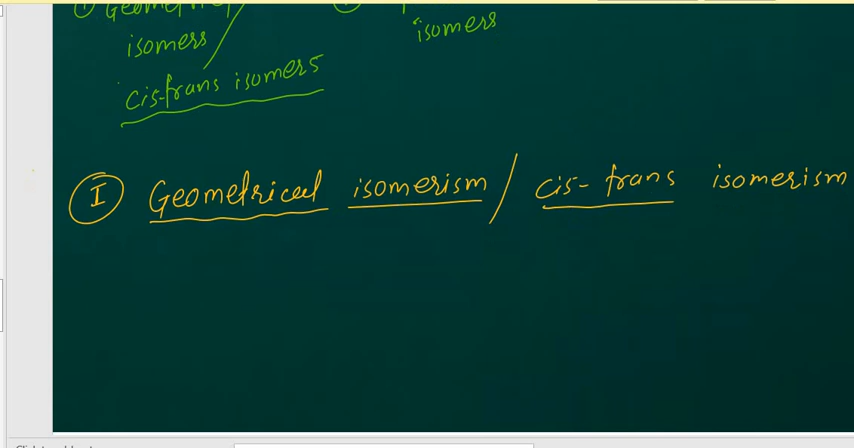 isomers/
isomers
cis-trans isomers
I Geometrical isomerism / cis-trans isomerism